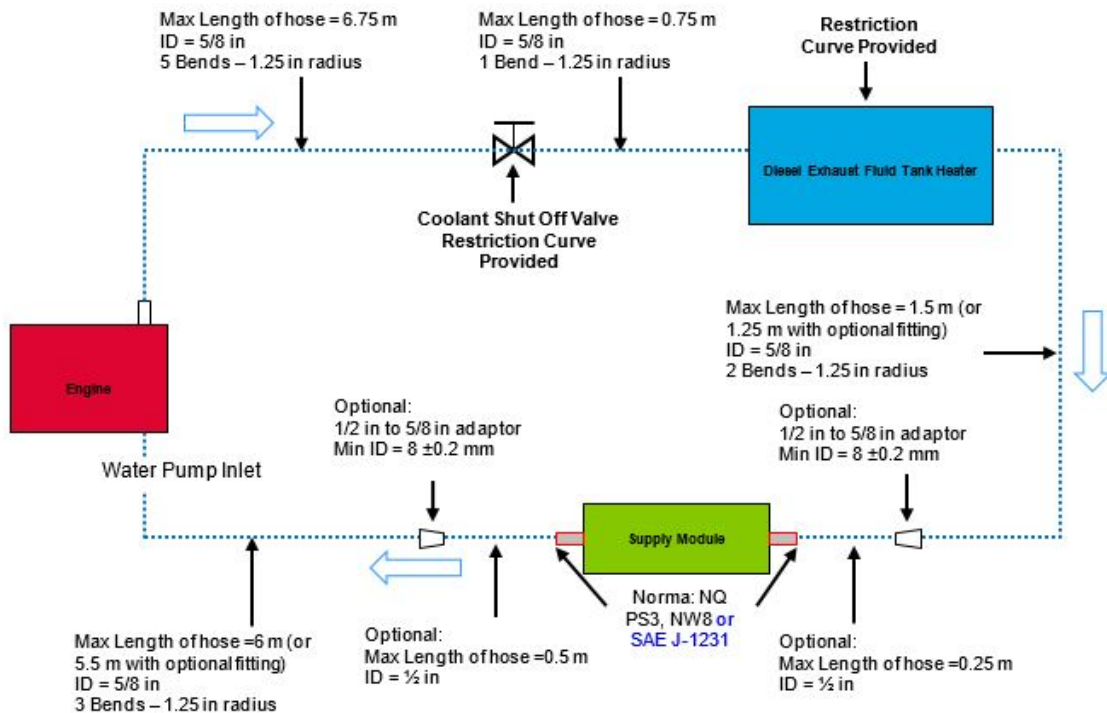 Max Length of hose = 6.75 m
ID = 5/8 in
5 Bends – 1.25 in radius
Max Length of hose = 0.75 m
ID = 5/8 in
1 Bend – 1.25 in radius
Restriction
Curve Provided
Diesel Exhaust Fluid Tank Heater
Coolant Shut Off Valve
Restriction Curve
Provided
Max Length of hose = 1.5 m (or
1.25 m with optional fitting)
ID = 5/8 in
2 Bends – 1.25 in radius
Engine
Water Pump Inlet
Optional:
1/2 in to 5/8 in adaptor
Min ID = 8 ±0.2 mm
Optional:
1/2 in to 5/8 in adaptor
Min ID = 8 ±0.2 mm
Supply Module
Max Length of hose =6 m (or
5.5 m with optional fitting)
ID = 5/8 in
3 Bends – 1.25 in radius
Optional:
Max Length of hose =0.5 m
ID = ½ in
Norma: NQ
PS3, NW8 or
SAE J-1231
Optional:
Max Length of hose =0.25 m
ID = ½ in